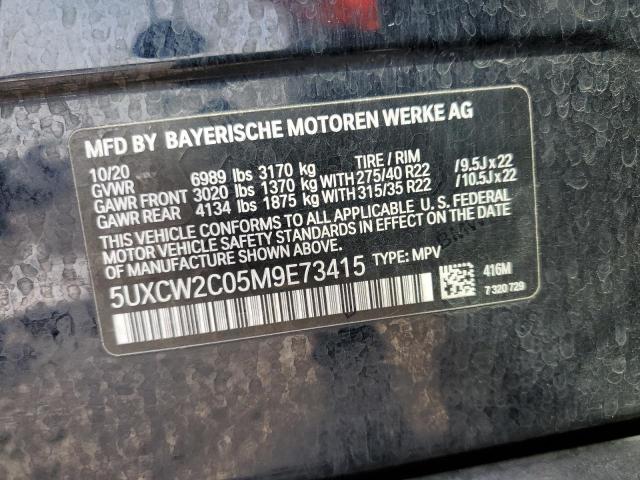 MFD BY BAYERISCHE MOTOREN WERKE AG
10/20 TIRE / RIM
GVWR 6989 lbs 3170 kg
GAWR FRONT 3020 lbs 1370 kg WITH 275/40 R22 /9.5J x 22
GAWR REAR 4134 lbs 1875 kg WITH 315/35 R22 /10.5J x 22
THIS VEHICLE CONFORMS TO ALL APPLICABLE U. S. FEDERAL
MOTOR VEHICLE SAFETY STANDARDS IN EFFECT ON THE DATE
OF MANUFACTURE SHOWN ABOVE.
5UXCW2C05M9E73415 TYPE: MPV
416M
7 320 729